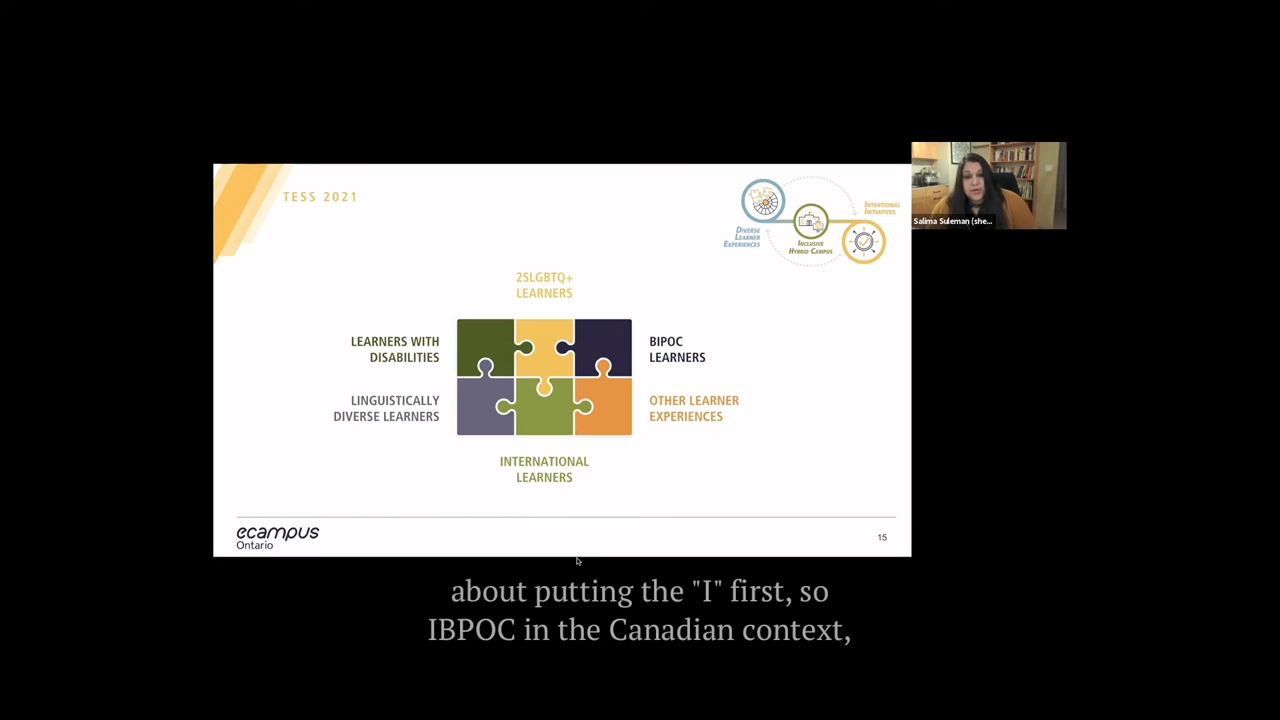 TESS 2021
INTENTIONAL
INITIATIVES
DIVERSE
LEARNER
EXPERIENCES
INCLUSIVE
HYBRID CAMPUS
Salima Suleman (she...
2SLGBTQ+
LEARNERS
LEARNERS WITH
DISABILITIES
BIPOC
LEARNERS
LINGUISTICALLY
DIVERSE LEARNERS
OTHER LEARNER
EXPERIENCES
INTERNATIONAL
LEARNERS
ecampus
Ontario
15
about putting the "I" first, so
IBPOC in the Canadian context,